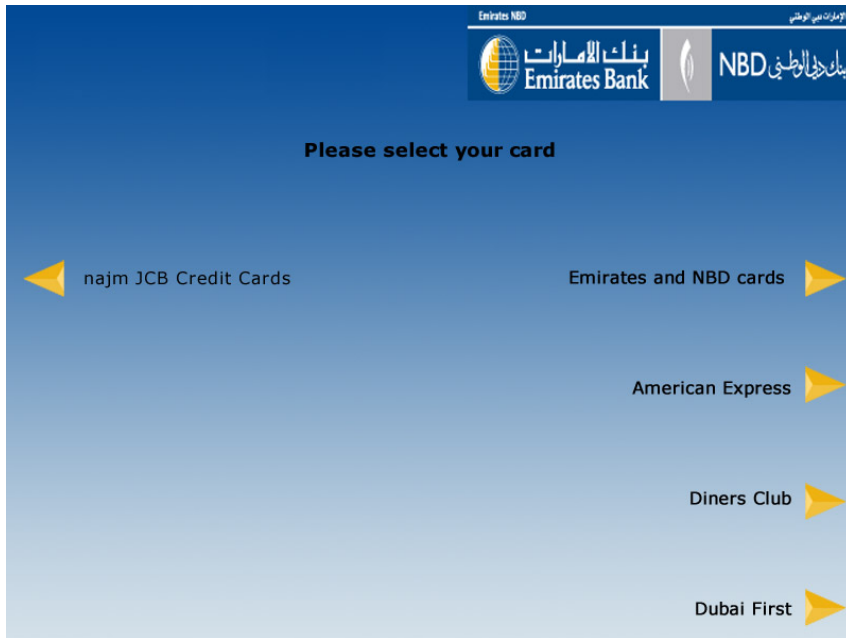 Emirates NBD
الإمارات دبي الوطني
بنك الامارات
Emirates Bank
NBD بنك دبي الوطني
Please select your card
najm JCB Credit Cards
Emirates and NBD cards
American Express
Diners Club
Dubai First